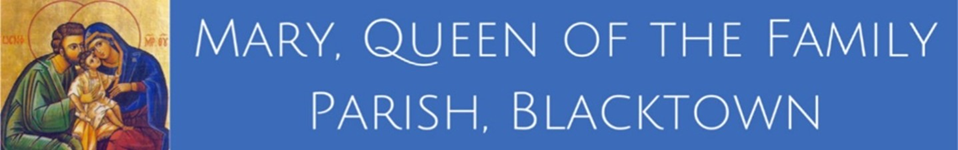 Mary, Queen of the Family
Parish, Blacktown